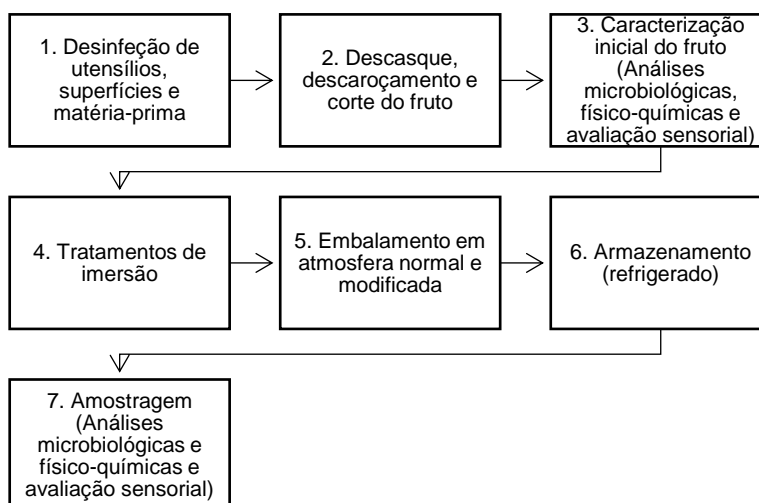 1. Desinfeção de
utensílios,
superfícies e
matéria-prima
2. Descasque,
descaroçamento e
corte do fruto
3. Caracterização
inicial do fruto
(Análises
microbiológicas,
físico-químicas e
avaliação sensorial)
4. Tratamentos de
imersão
5. Embalamento em
atmosfera normal e
modificada
6. Armazenamento
(refrigerado)
7. Amostragem
(Análises
microbiológicas e
físico-químicas e
avaliação sensorial)